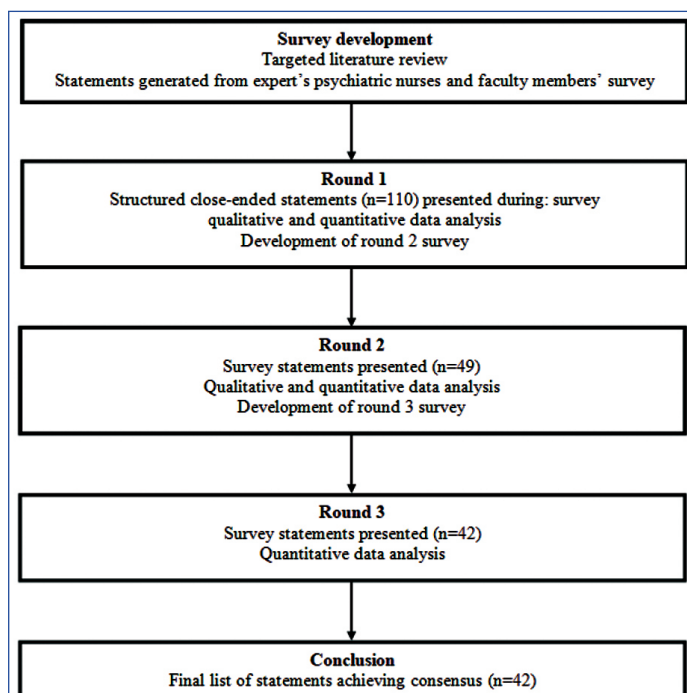 Survey development
Targeted literature review
Statements generated from expert's psychiatric nurses and faculty members' survey
Round 1
Structured close-ended statements (n=110) presented during: survey
qualitative and quantitative data analysis
Development of round 2 survey
Round 2
Survey statements presented (n=49)
Qualitative and quantitative data analysis
Development of round 3 survey
Round 3
Survey statements presented (n=42)
Quantitative data analysis
Conclusion
Final list of statements achieving consensus (n=42)